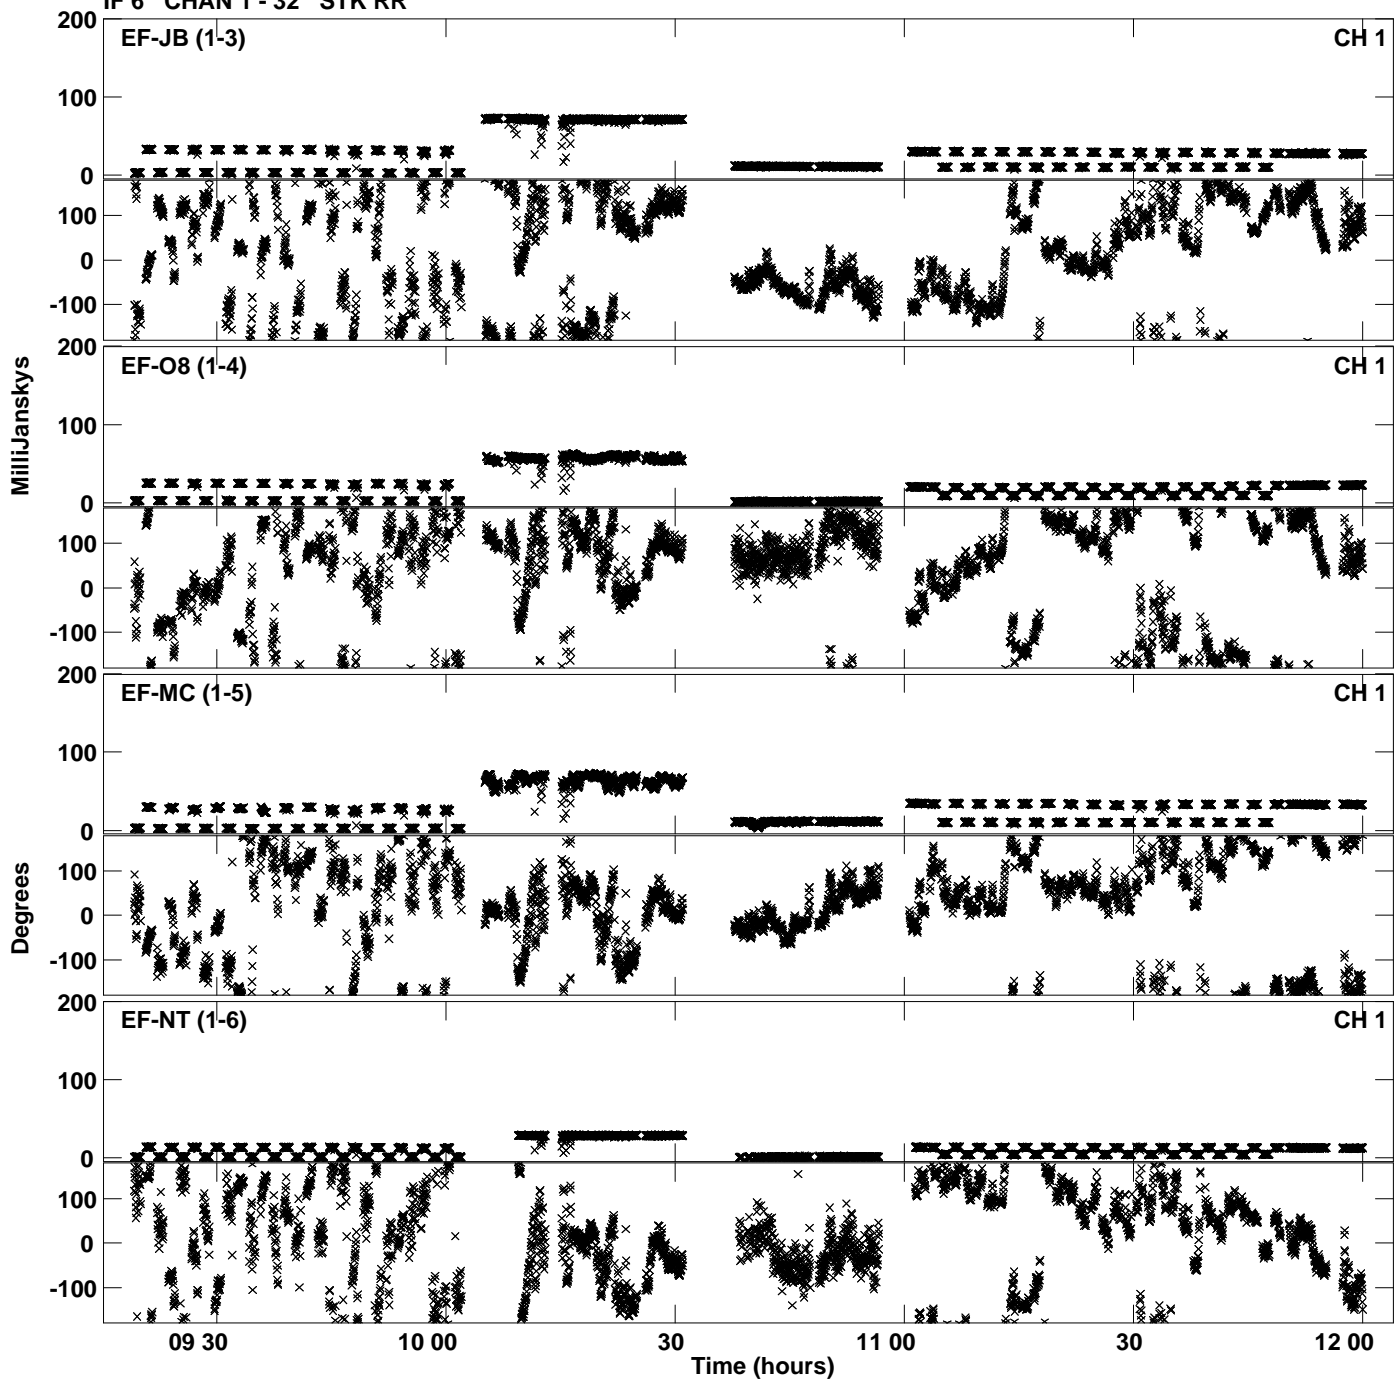 IF 6 CHAN 1 - 32 STK RR
200
EF-JB (1-3)
CH 1
100
0
100
0
-100
200
EF-O8 (1-4)
CH 1
100
0
100
0
-100
200
EF-MC (1-5)
CH 1
100
0
100
0
-100
200
EF-NT (1-6)
CH 1
100
0
100
0
-100
MilliJanskys
Degrees
09 30
10 00
30
11 00
30
12 00
Time (hours)